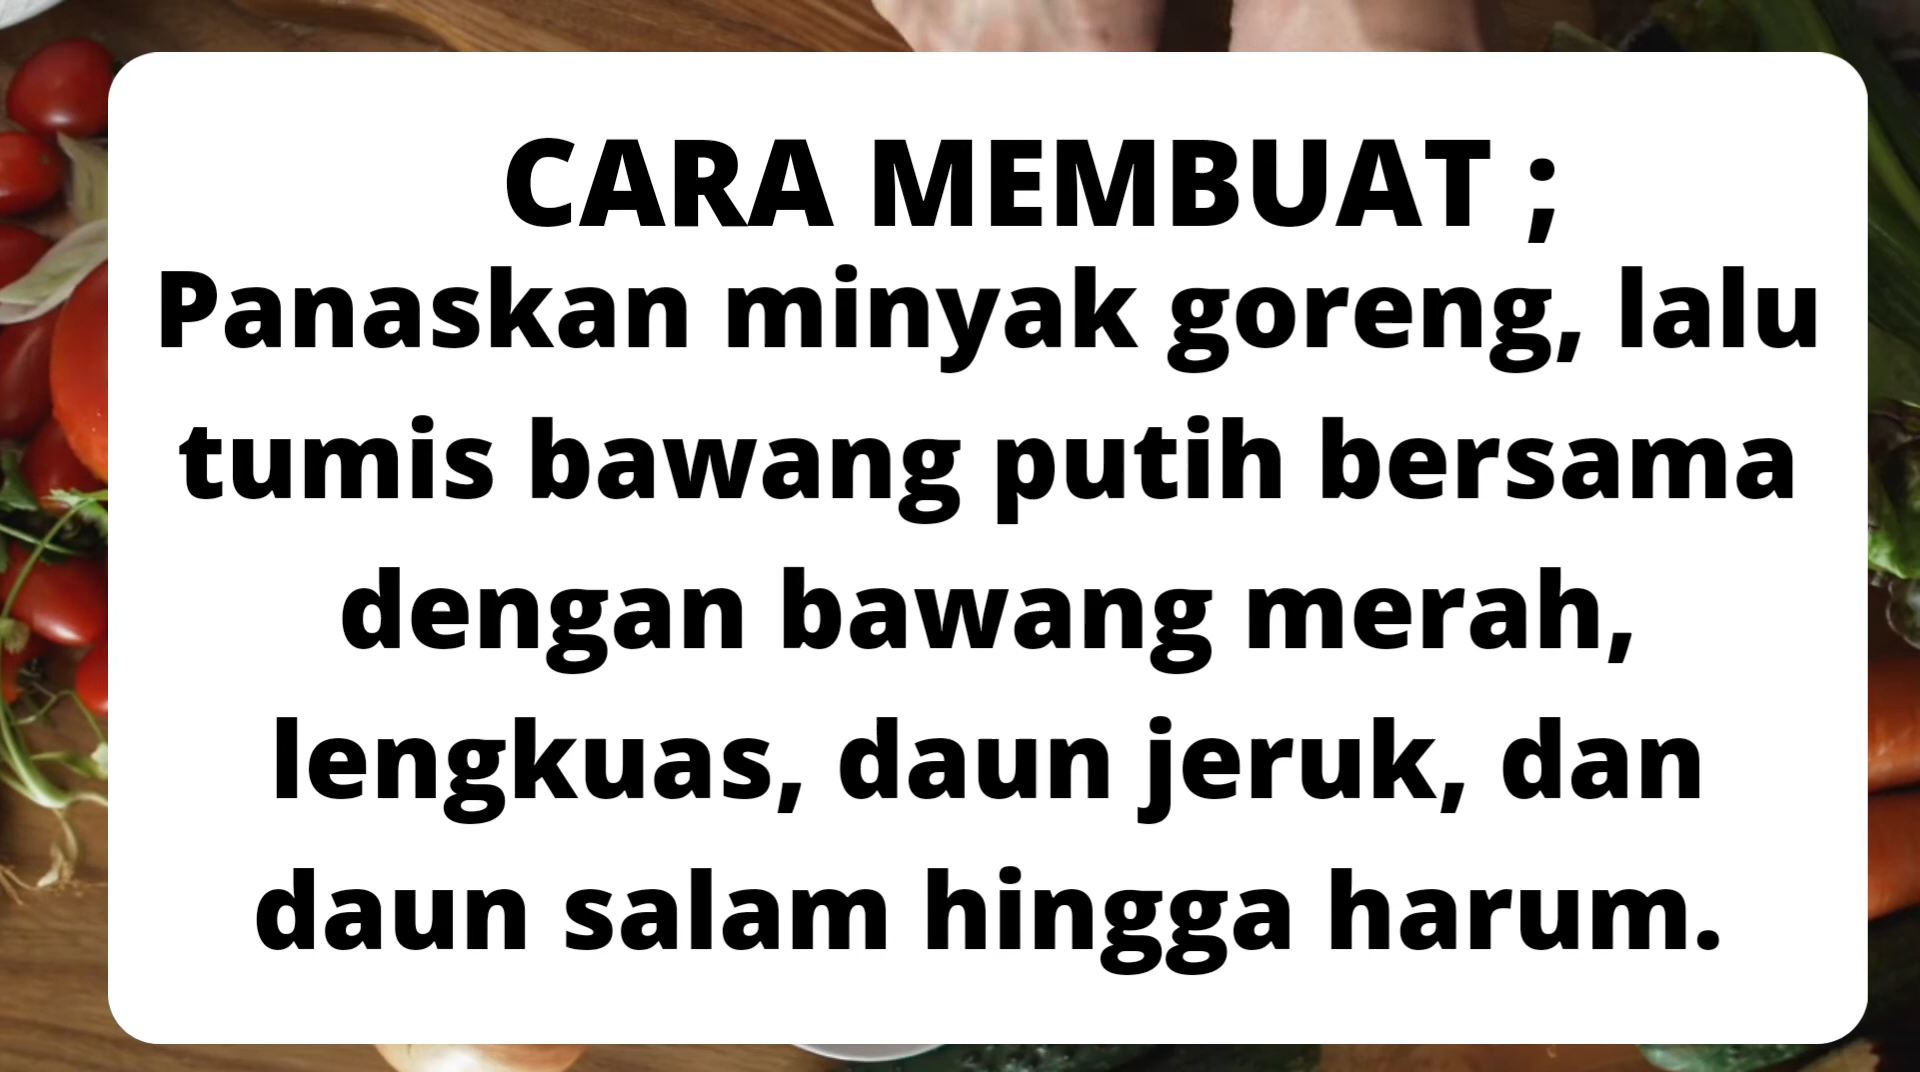 CARA MEMBUAT ;
Panaskan minyak goreng, lalu
tumis bawang putih bersama
dengan bawang merah,
lengkuas, daun jeruk, dan
daun salam hingga harum.